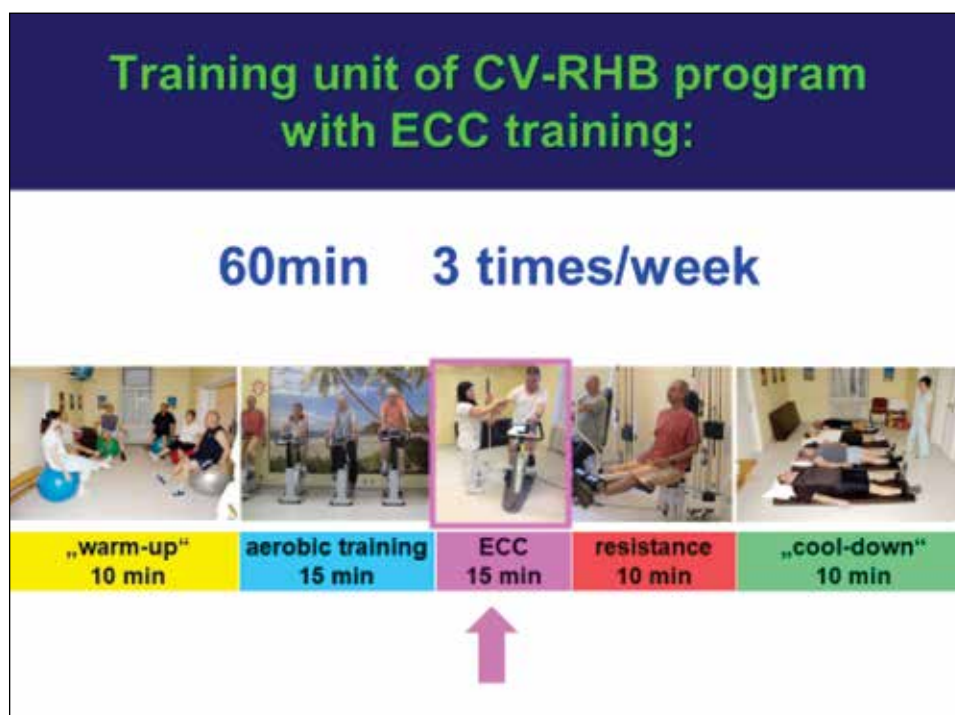 Training unit of CV-RHB program
with ECC training:
60min 3 times/week
„warm-up“
10 min
aerobic training
15 min
ECC
15 min
resistance
10 min
„cool-down“
10 min